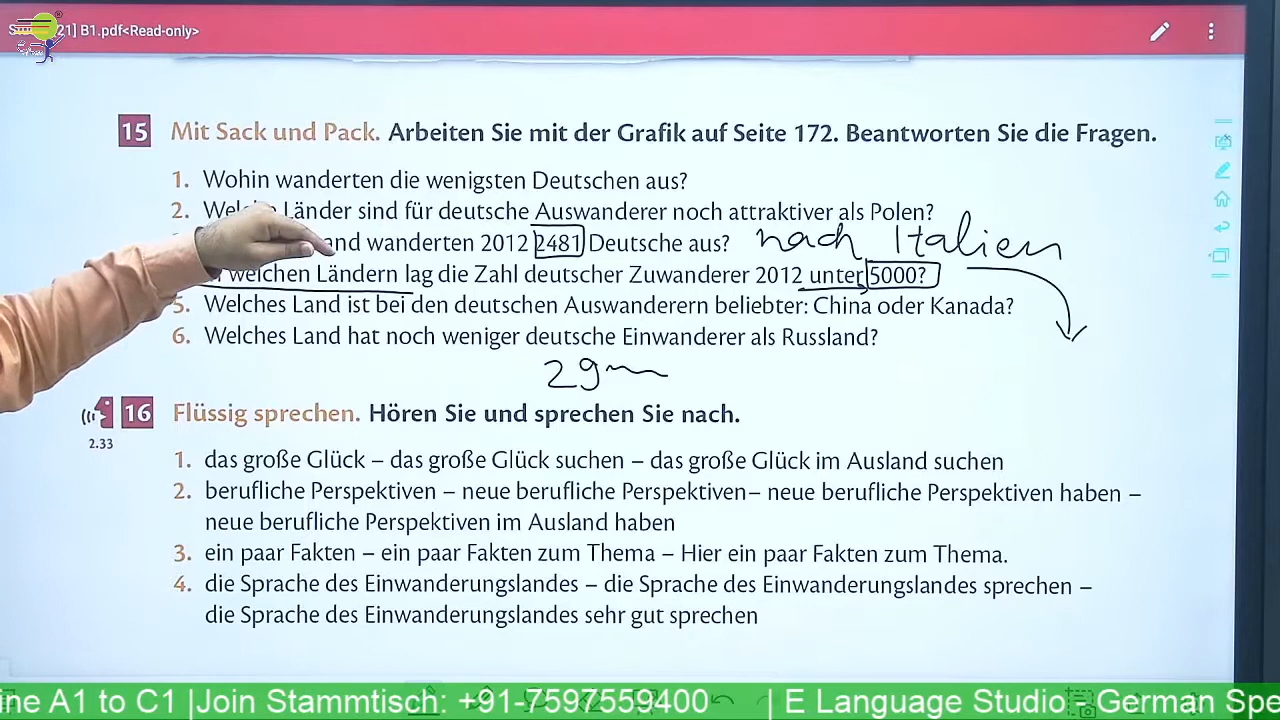 21] B1.pdf<Read-only>
15 Mit Sack und Pack. Arbeiten Sie mit der Grafik auf Seite 172. Beantworten Sie die Fragen.
1. Wohin wanderten die wenigsten Deutschen aus?
2. Länder sind für deutsche Auswanderer noch attraktiver als Polen?
wanderten 2012 2481 Deutsche aus? nach Italien
welchen Ländern lag die Zahl deutscher Zuwanderer 2012 unter 5000?
5. Welches Land ist bei den deutschen Auswanderern beliebter: China oder Kanada?
6. Welches Land hat noch weniger deutsche Einwanderer als Russland?
29
16 Flüssig sprechen. Hören Sie und sprechen Sie nach.
2.33
1. das große Glück – das große Glück suchen – das große Glück im Ausland suchen
2. berufliche Perspektiven – neue berufliche Perspektiven– neue berufliche Perspektiven haben –
neue berufliche Perspektiven im Ausland haben
3. ein paar Fakten – ein paar Fakten zum Thema – Hier ein paar Fakten zum Thema.
4. die Sprache des Einwanderungslandes – die Sprache des Einwanderungslandes sprechen –
die Sprache des Einwanderungslandes sehr gut sprechen
ine A1 to C1 |Join Stammtisch: +91-7597559400 | E Language Studio - German Spe